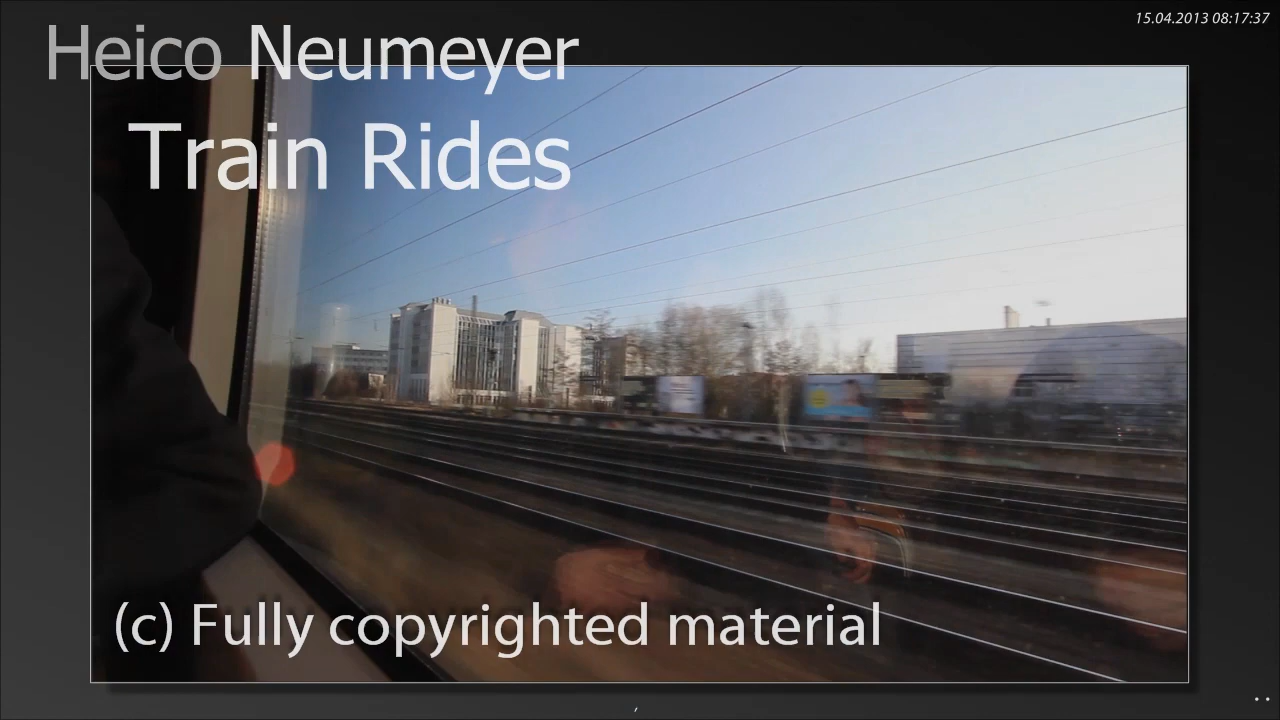 15.04.2013 08:17:37
Heico Neumeyer
Train Rides
(c) Fully copyrighted material